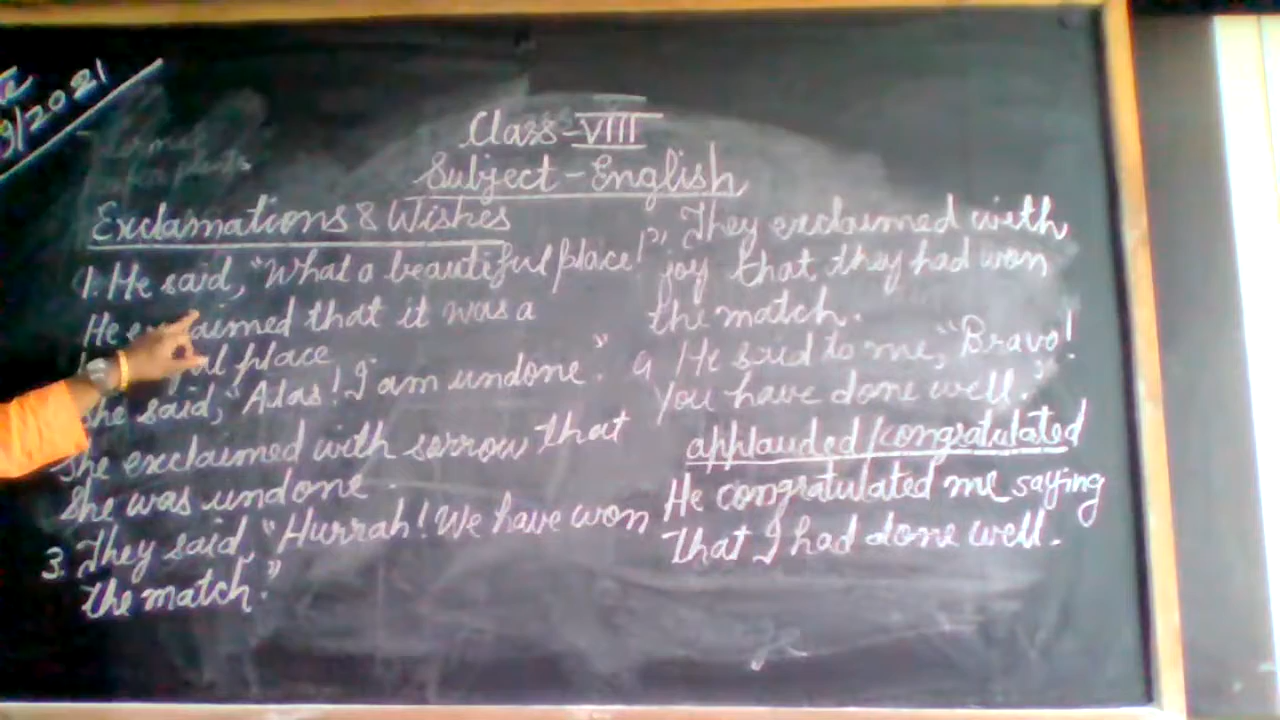 9/2021
Class-VIII
Subject-English
Exclamations & Wishes
1. He said, "What a beautiful place!"
He exclaimed that it was a
place
She said, "Alas! I am undone."
She exclaimed with sorrow that
She was undone.
3. They said, "Hurrah! We have won
the match."
They exclaimed with
joy that they had won
the match.
He said to me, "Bravo!
You have done well."
applauded/congratulated
He congratulated me saying
that I had done well.